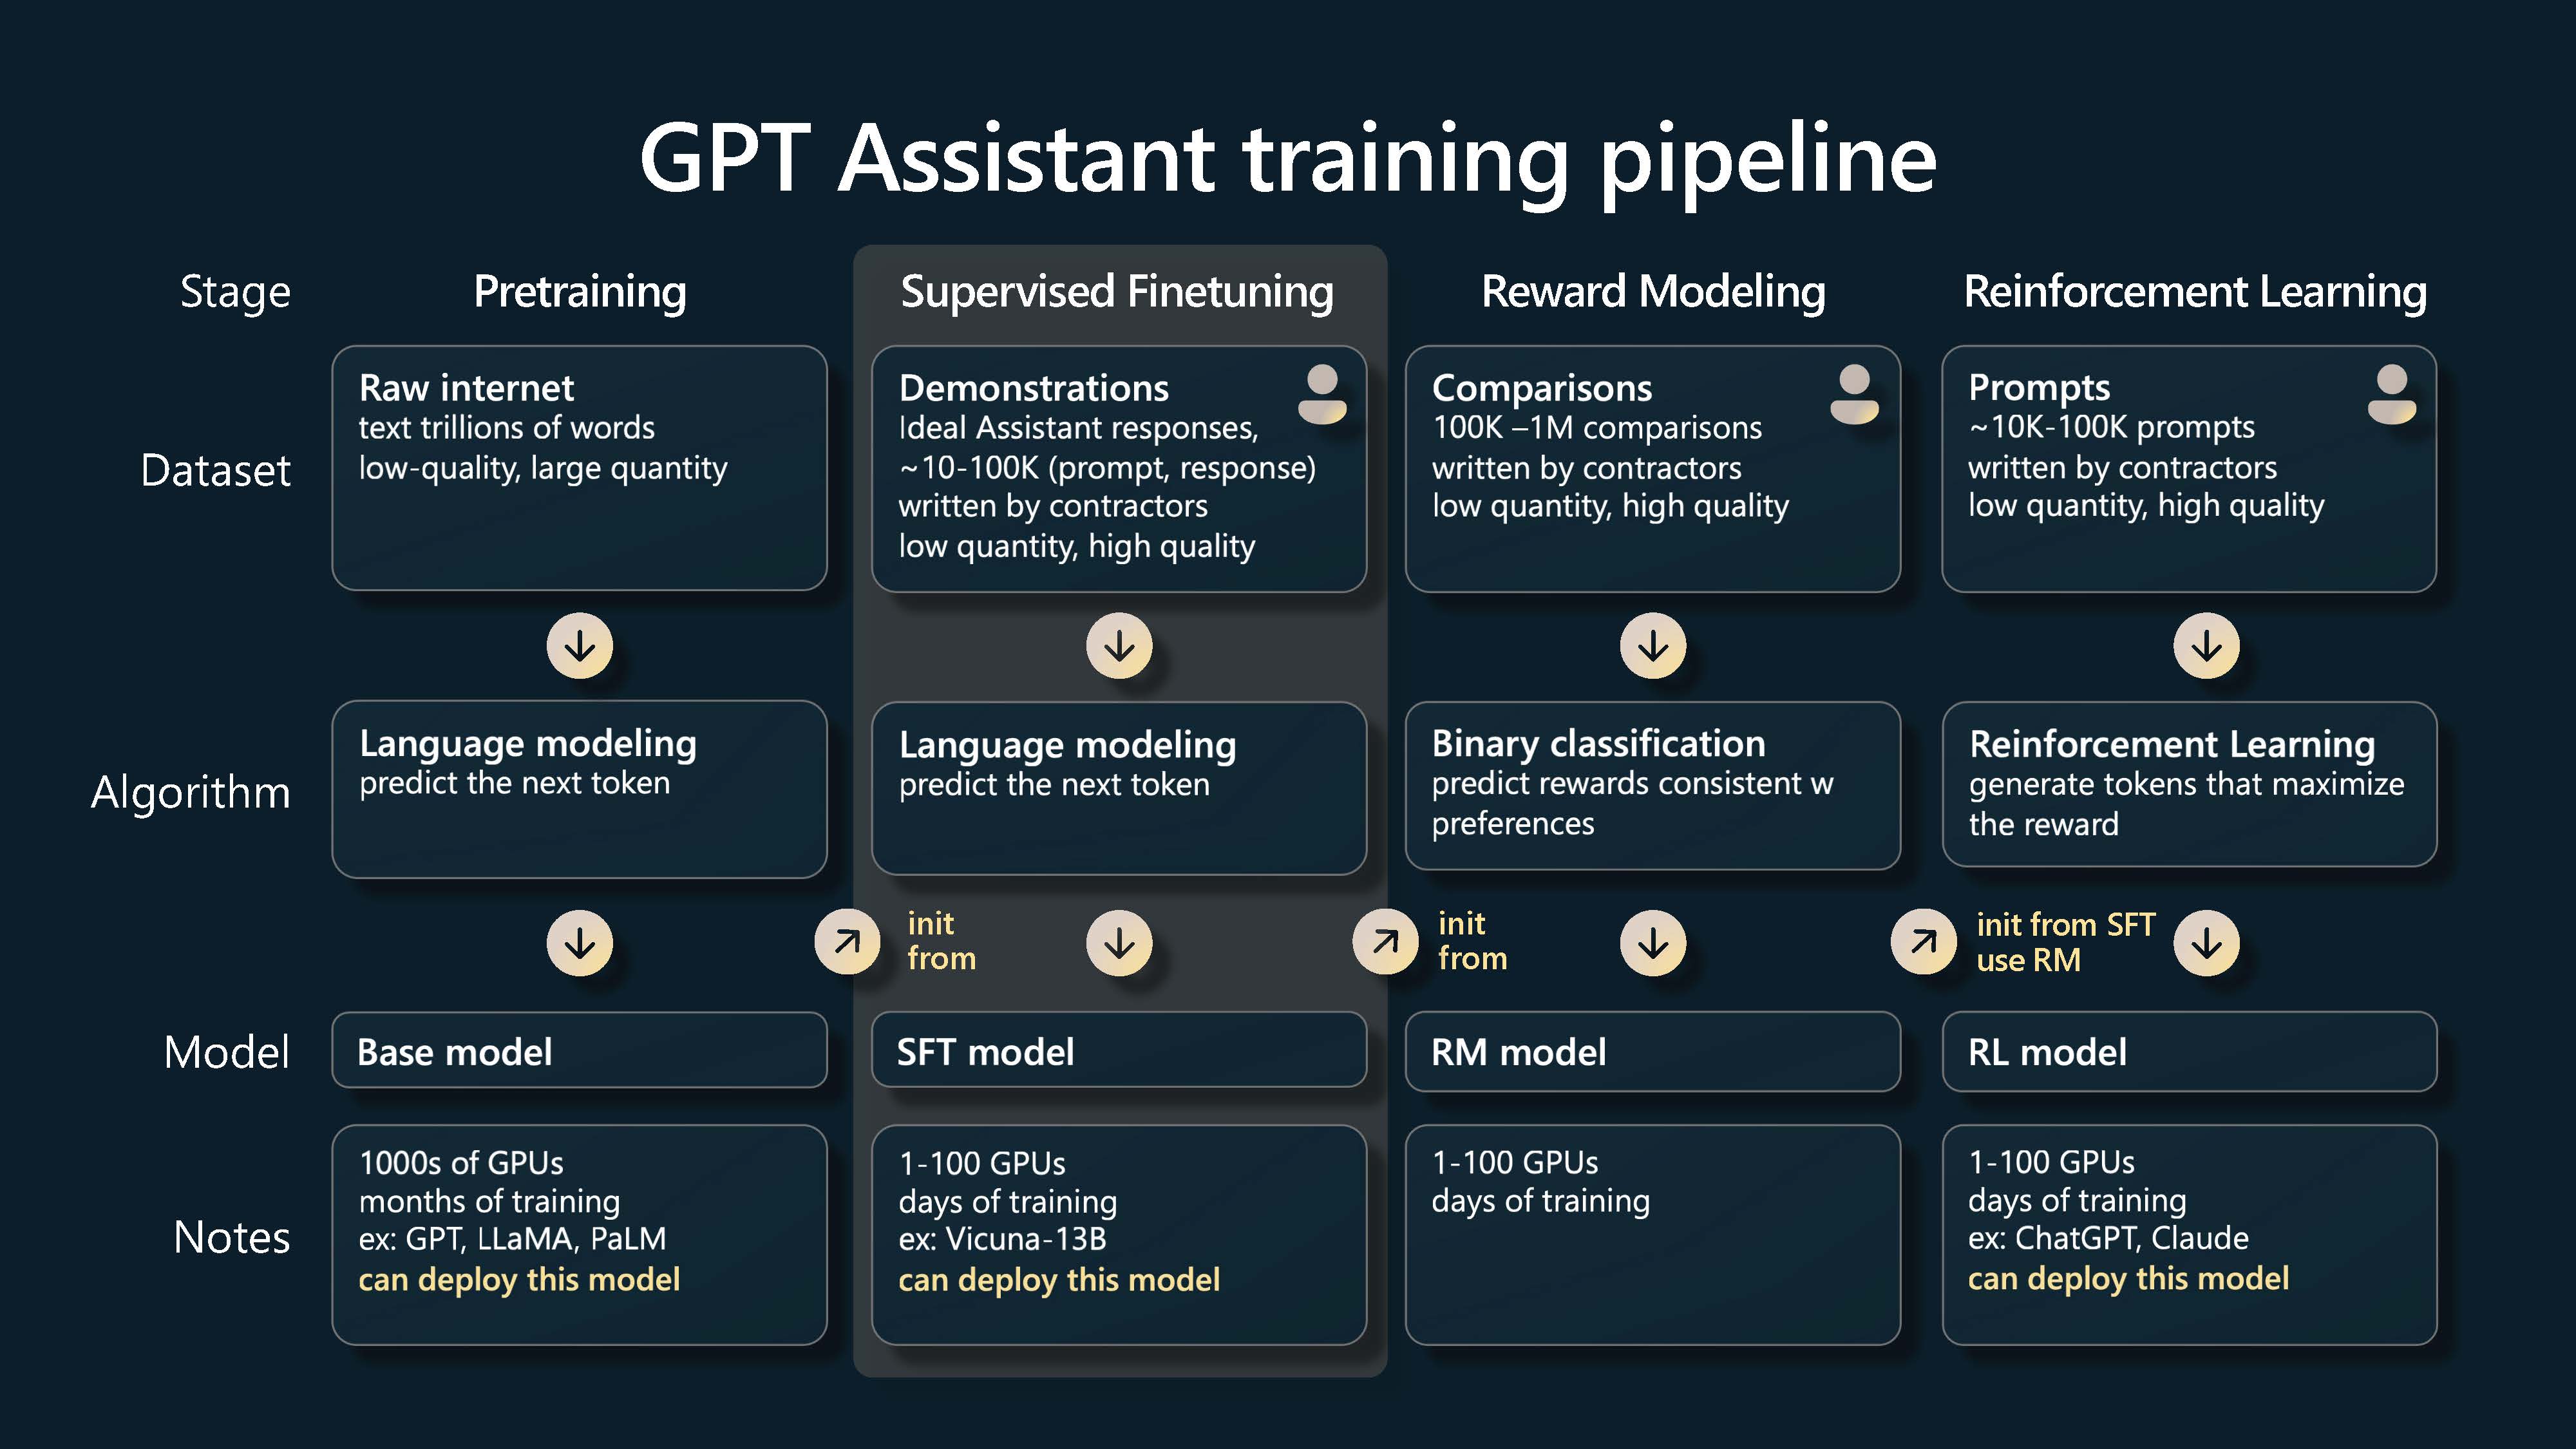 GPT Assistant training pipeline
Stage
Pretraining
Supervised Finetuning
Reward Modeling
Reinforcement Learning
Dataset
Raw internet
text trillions of words
low-quality, large quantity
Demonstrations
Ideal Assistant responses,
~10-100K (prompt, response)
written by contractors
low quantity, high quality
Comparisons
100K –1M comparisons
written by contractors
low quantity, high quality
Prompts
~10K-100K prompts
written by contractors
low quantity, high quality
Algorithm
Language modeling
predict the next token
Language modeling
predict the next token
Binary classification
predict rewards consistent w
preferences
Reinforcement Learning
generate tokens that maximize
the reward
init
from
init
from
init from SFT
use RM
Model
Base model
SFT model
RM model
RL model
Notes
1000s of GPUs
months of training
ex: GPT, LLaMA, PaLM
can deploy this model
1-100 GPUs
days of training
ex: Vicuna-13B
can deploy this model
1-100 GPUs
days of training
1-100 GPUs
days of training
ex: ChatGPT, Claude
can deploy this model